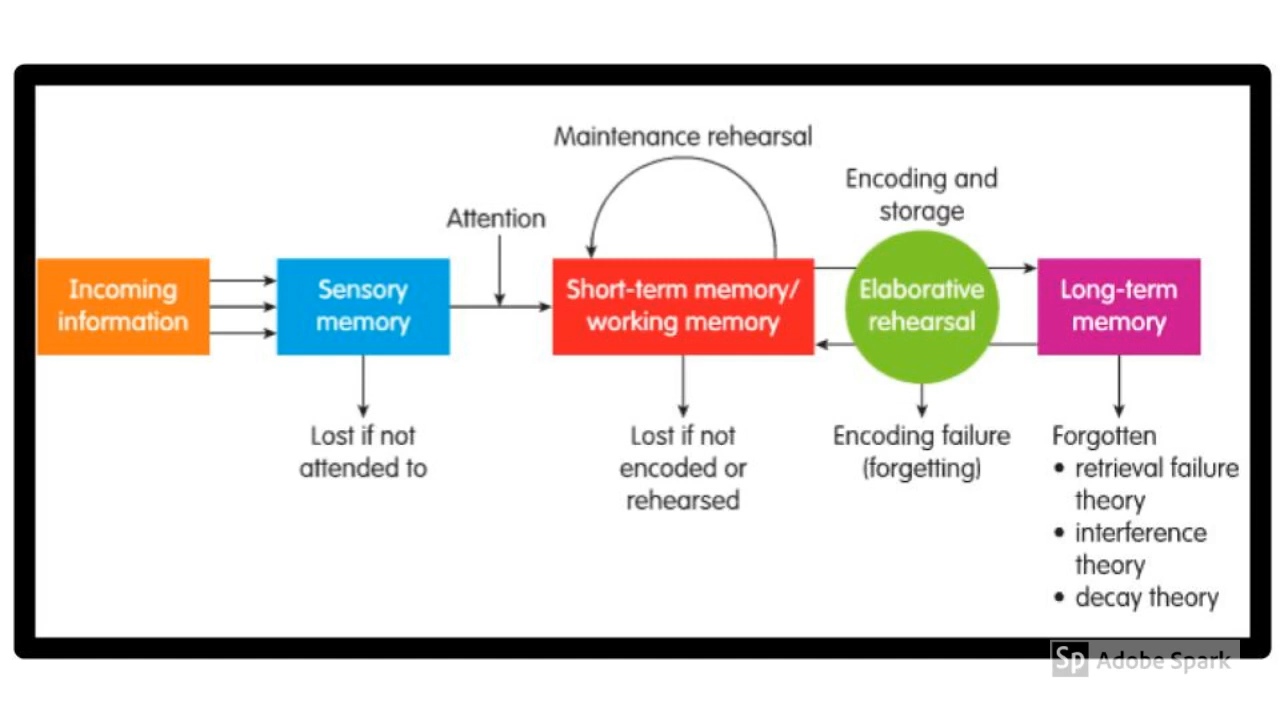 Maintenance rehearsal
Encoding and
storage
Attention
Incoming
information
Sensory
memory
Short-term memory/
working memory
Elaborative
rehearsal
Long-term
memory
Lost if not
attended to
Lost if not
encoded or
rehearsed
Encoding failure
(forgetting)
Forgotten
• retrieval failure
theory
• interference
theory
• decay theory
Sp Adobe Spark